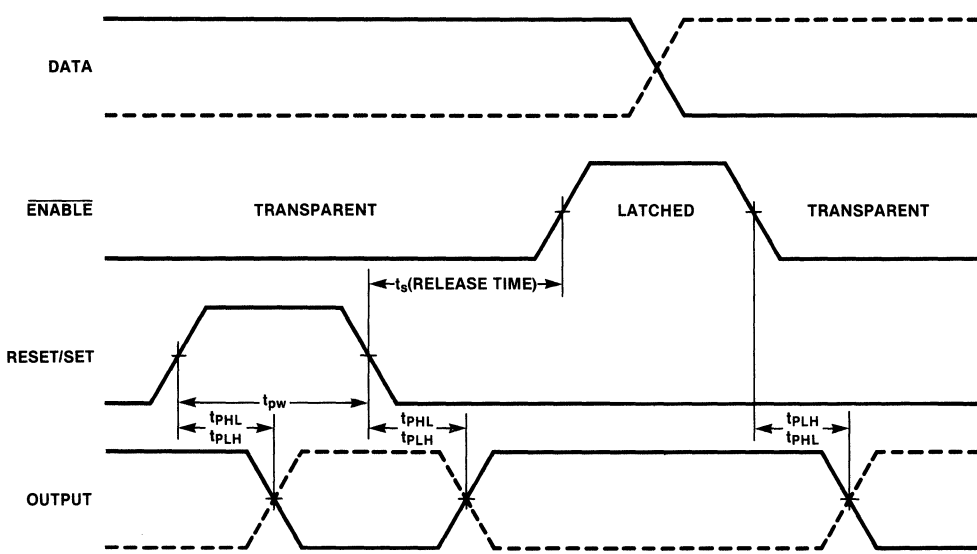 DATA
ENABLE
TRANSPARENT
LATCHED
TRANSPARENT
ts(RELEASE TIME)
RESET/SET
tpw
tPHL
tPLH
tPHL
tPLH
tPLH
tPHL
OUTPUT